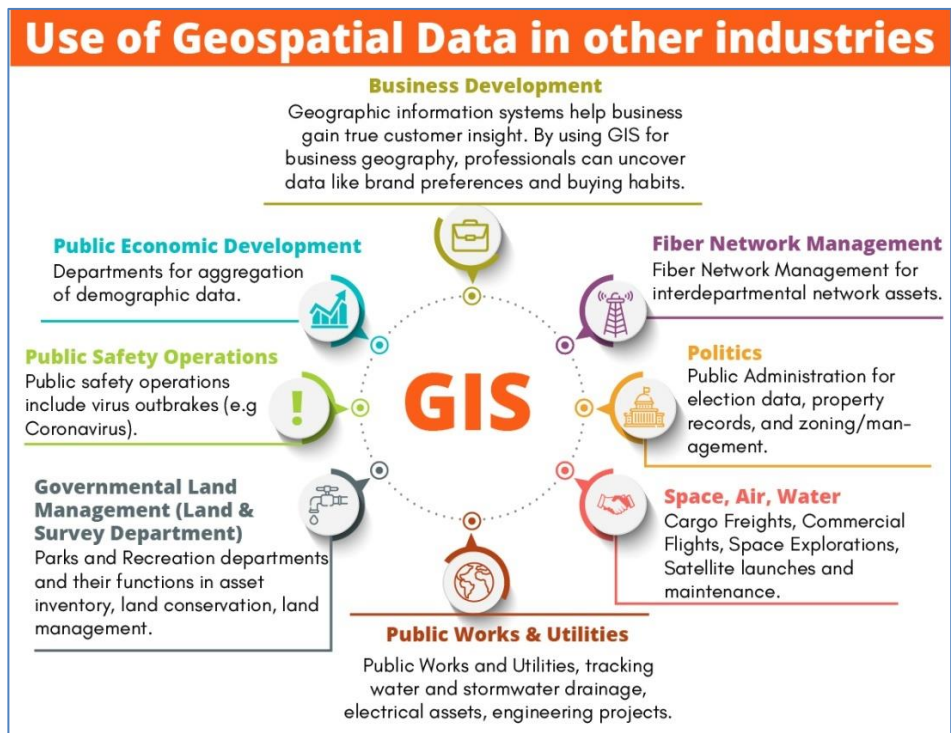 Use of Geospatial Data in other industries
Business Development
Geographic information systems help business
gain true customer insight. By using GIS for
business geography, professionals can uncover
data like brand preferences and buying habits.
Public Economic Development
Departments for aggregation
of demographic data.
Fiber Network Management
Fiber Network Management for
interdepartmental network assets.
Public Safety Operations
Public safety operations
include virus outbrakes (e.g
Coronavirus).
!
GIS
Politics
Public Administration for
election data, property
records, and zoning/man-
agement.
Governmental Land
Management (Land &
Survey Department)
Parks and Recreation departments
and their functions in asset
inventory, land conservation, land
management.
Space, Air, Water
Cargo Freights, Commercial
Flights, Space Explorations,
Satellite launches and
maintenance.
Public Works & Utilities
Public Works and Utilities, tracking
water and stormwater drainage,
electrical assets, engineering projects.